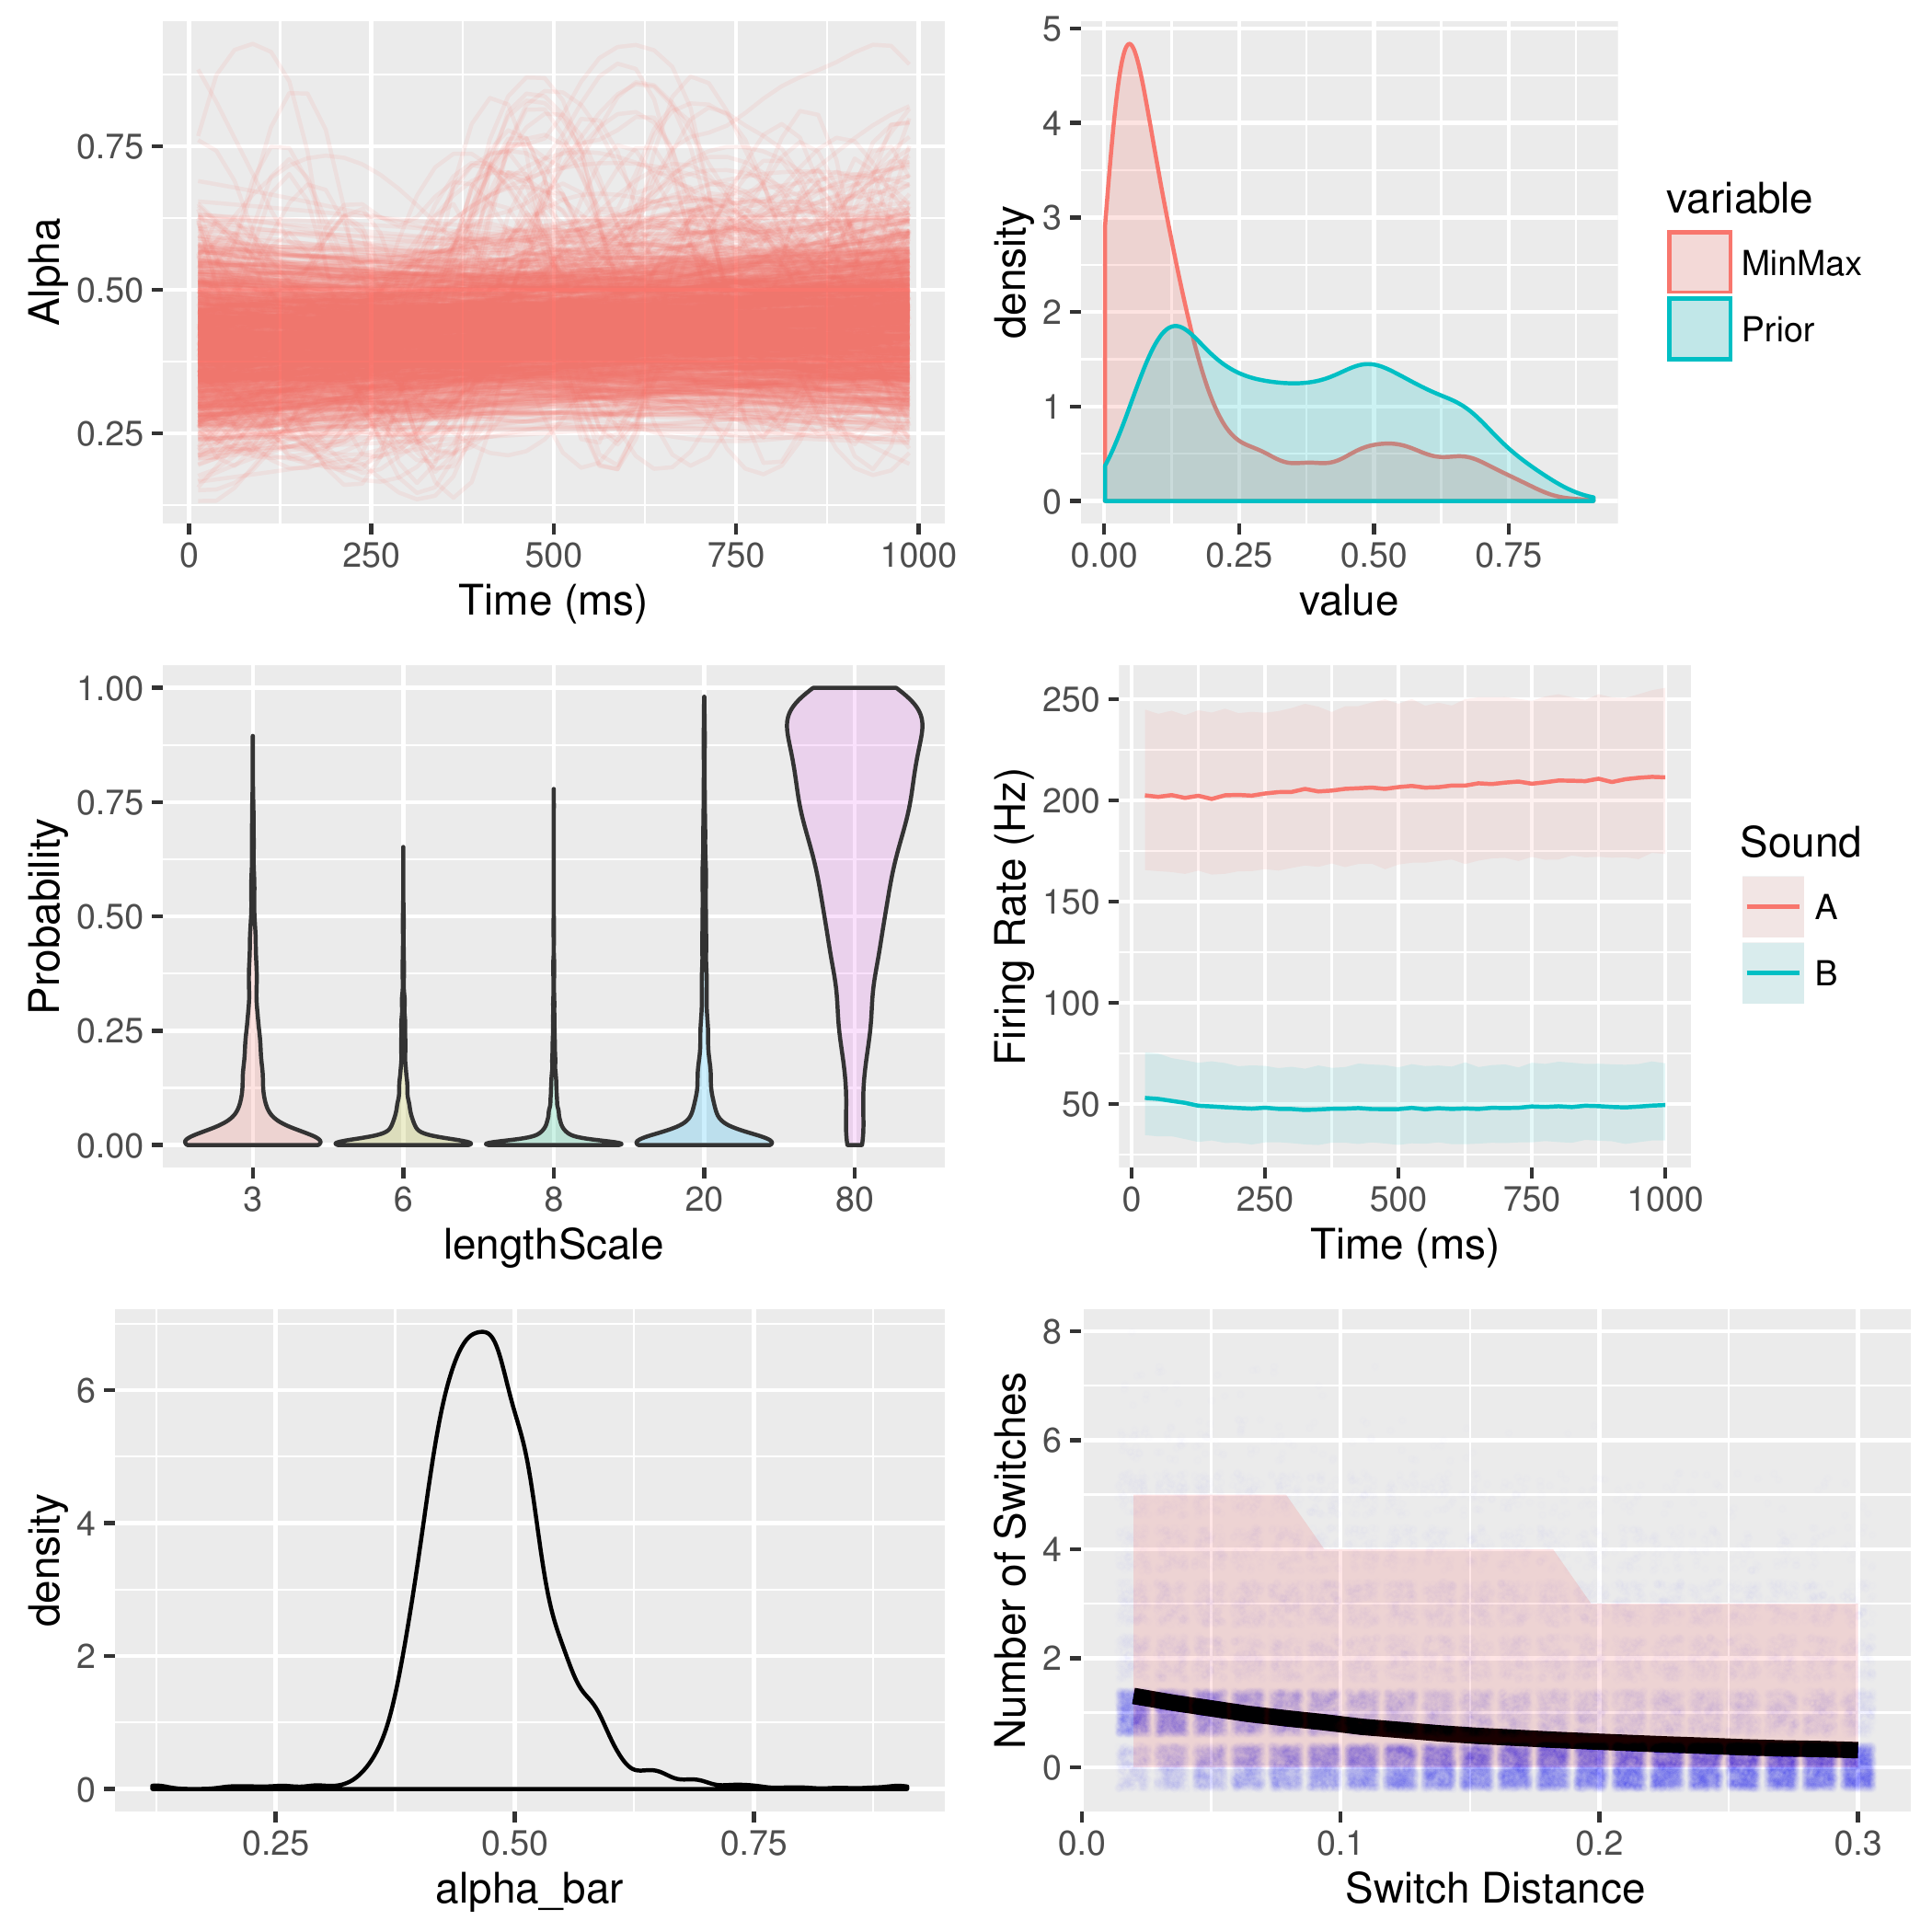 Alpha
0.75
0.50
0.25
0 250 500 750 1000
Time (ms)
density
5
4
3
2
1
0
0.00 0.25 0.50 0.75
value
variable
MinMax
Prior
Probability
1.00
0.75
0.50
0.25
0.00
3 6 8 20 80
lengthScale
Firing Rate (Hz)
250
200
150
100
50
0 250 500 750 1000
Time (ms)
Sound
A
B
density
6
4
2
0
0.25 0.50 0.75
alpha_bar
Number of Switches
8
6
4
2
0
0.0 0.1 0.2 0.3
Switch Distance